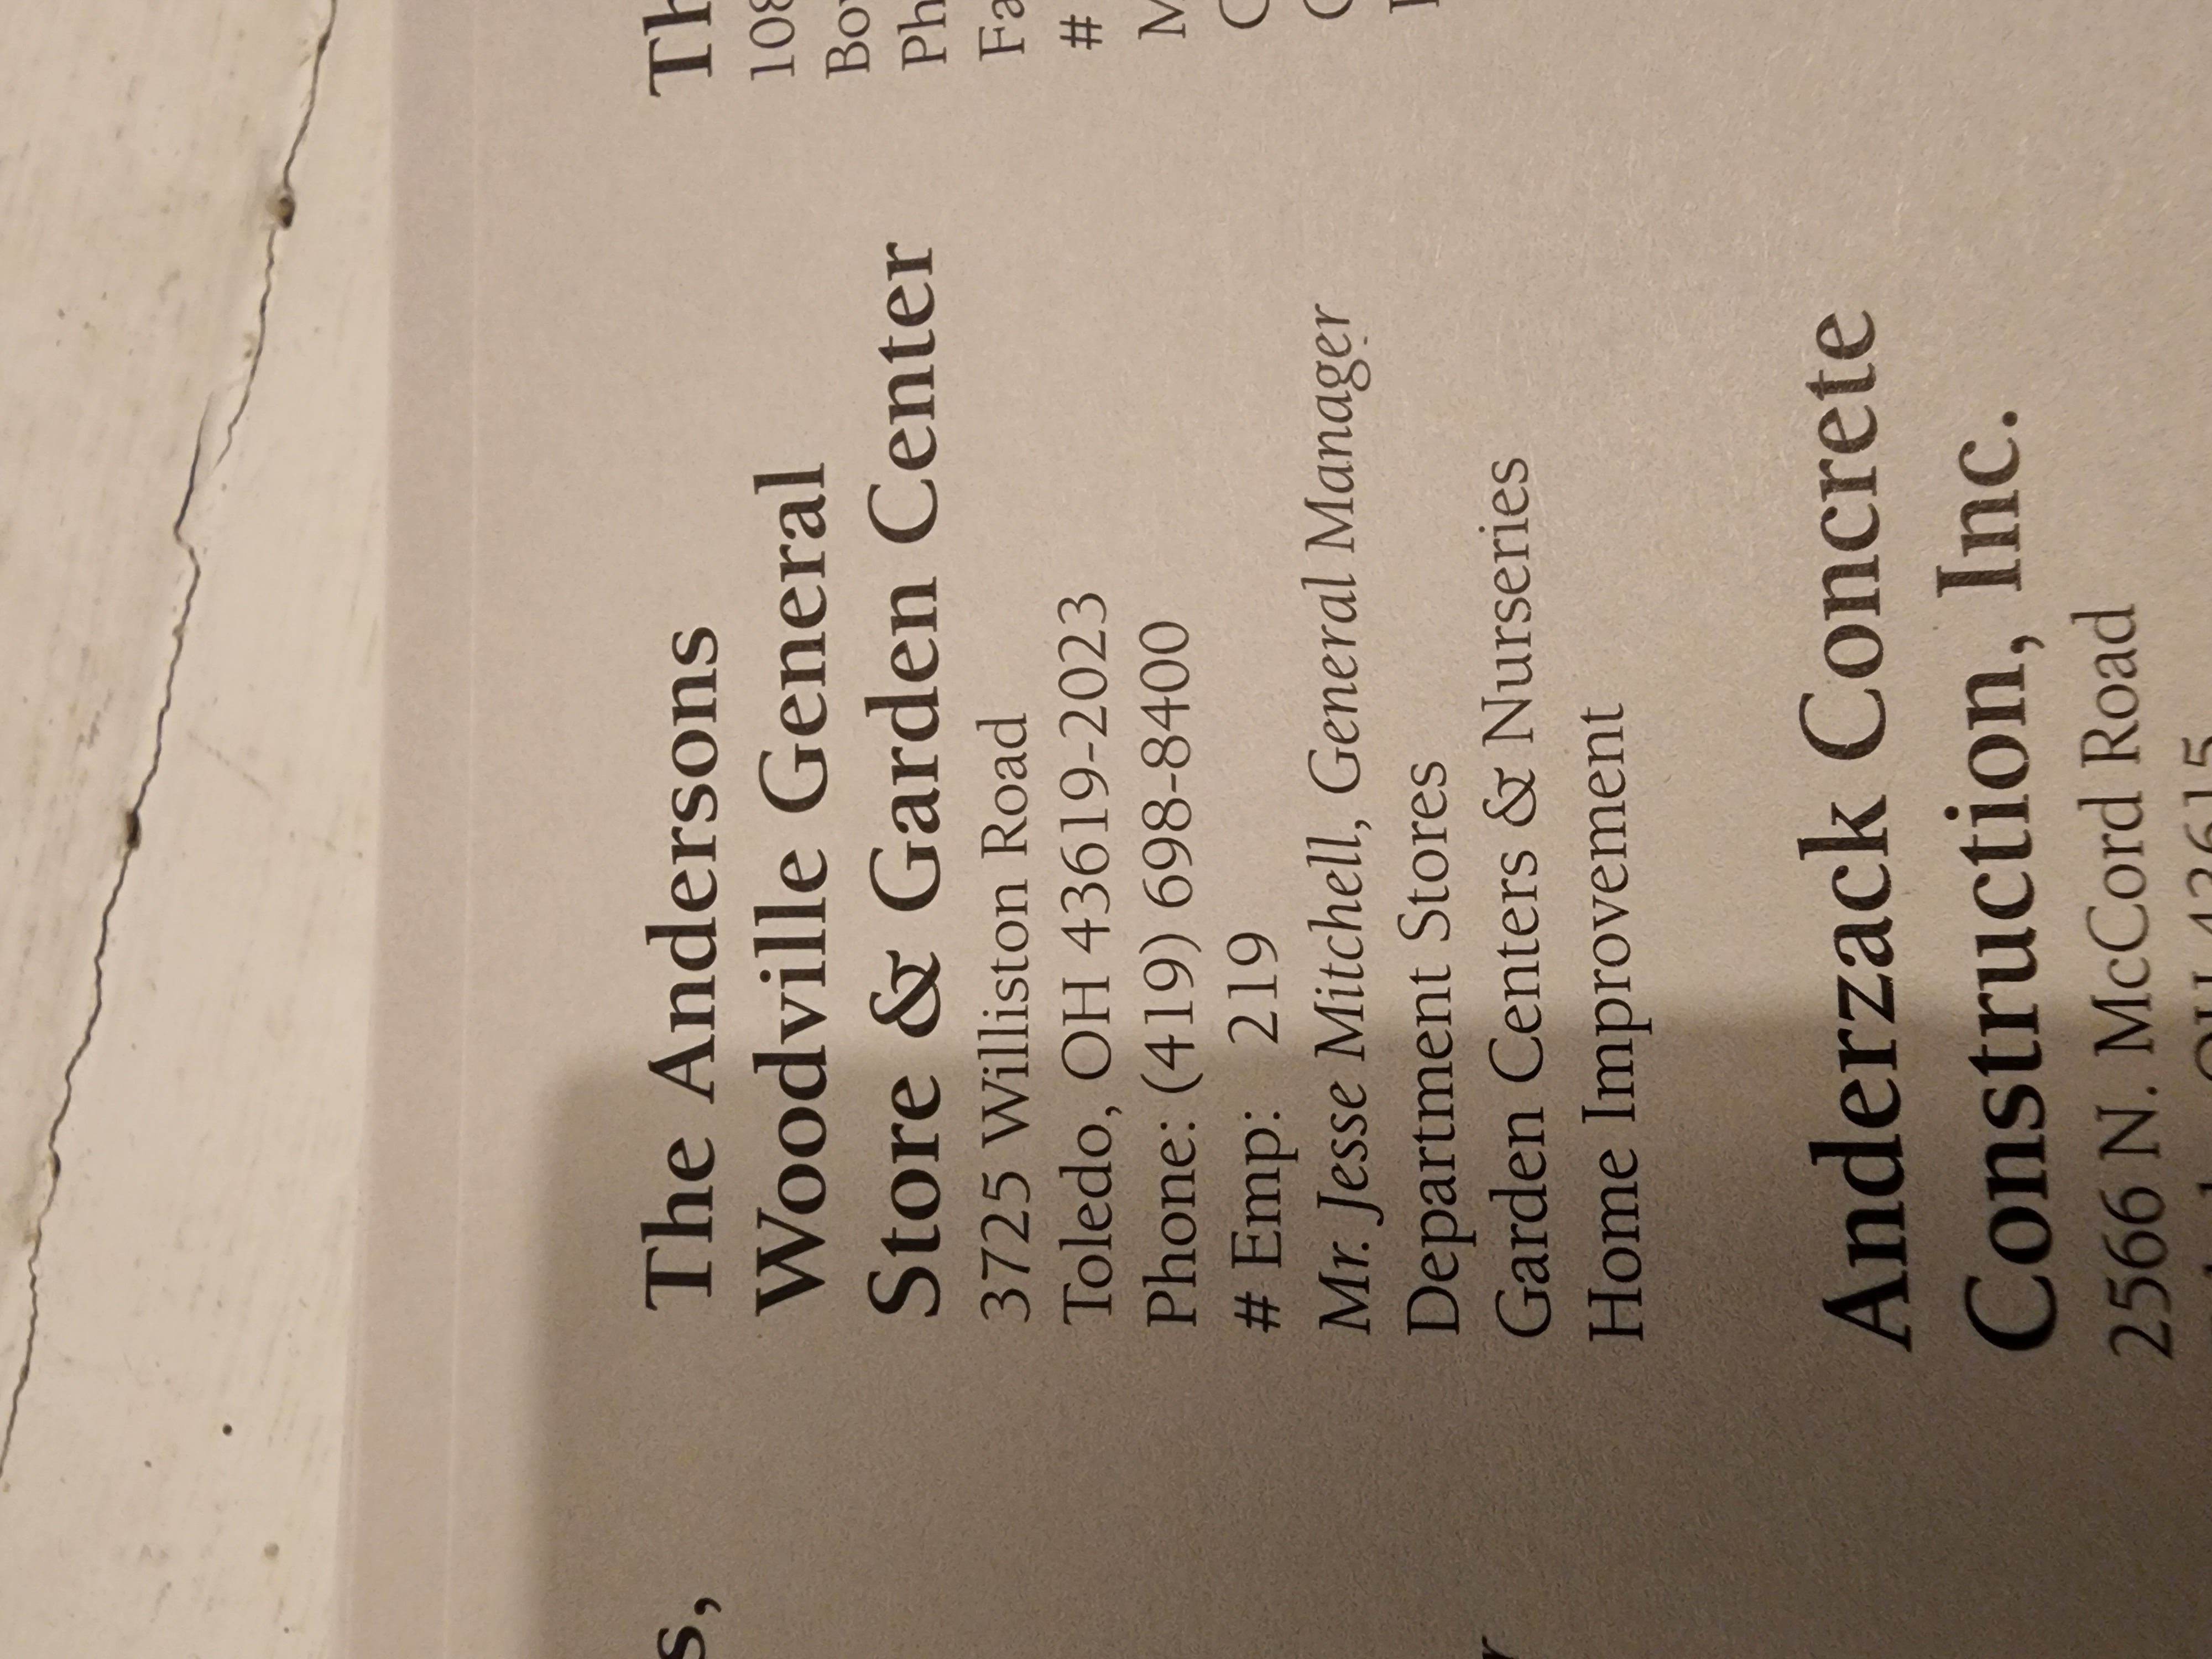 The Andersons
Woodville General
Store & Garden Center
3725 Williston Road
Toledo, OH 43619-2023
Phone: (419) 698-8400
# Emp: 219
Mr. Jesse Mitchell, General Manager
Department Stores
Garden Centers & Nurseries
Home Improvement
Anderzack Concrete
Construction, Inc.
2566 N. McCord Road
OH 43615